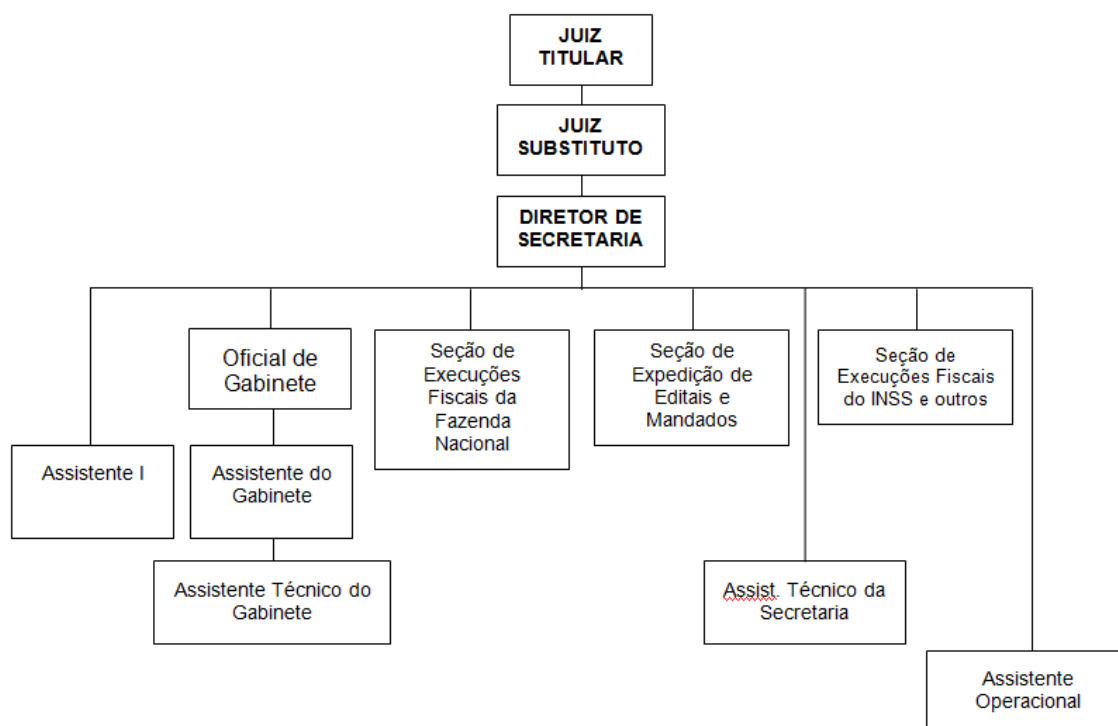 JUIZ
TITULAR
JUIZ
SUBSTITUTO
DIRETOR DE
SECRETARIA
Oficial de
Gabinete
Seção de
Execuções
Fiscais da
Fazenda
Nacional
Seção de
Expedição de
Editais e
Mandados
Seção de
Execuções Fiscais
do INSS e outros
Assistente I
Assistente do
Gabinete
Assistente Técnico do
Gabinete
Assist. Técnico da
Secretaria
Assistente
Operacional